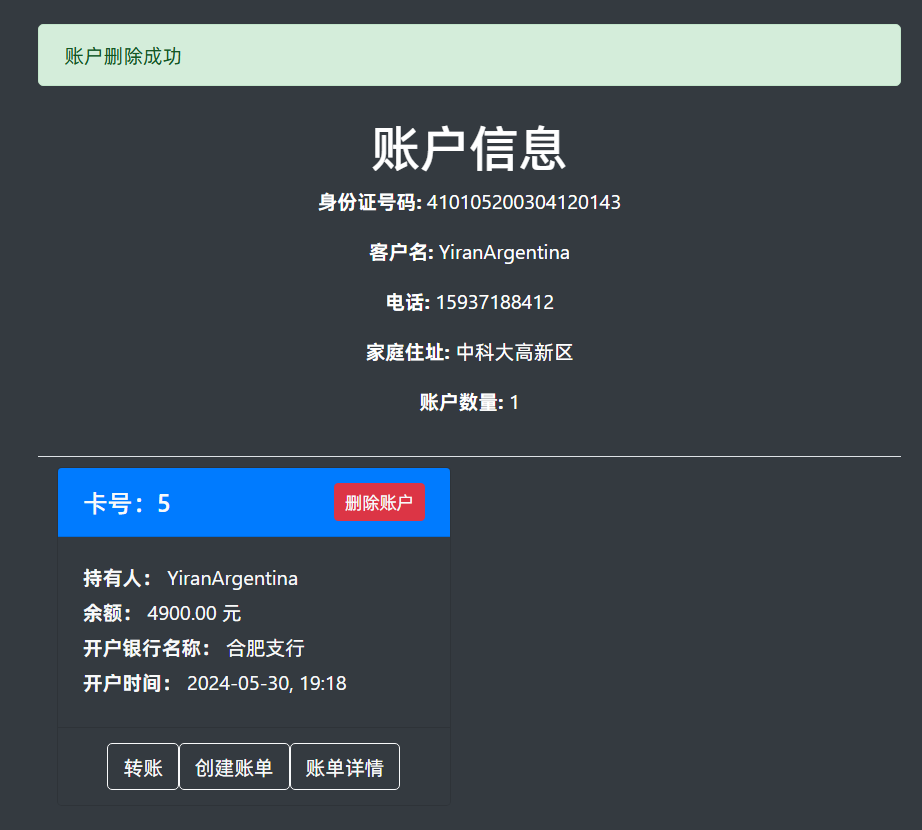 账户删除成功
账户信息
身份证号码: 410105200304120143
客户名: YiranArgentina
电话: 15937188412
家庭住址: 中科大高新区
账户数量: 1
卡号：5
删除账户
持有人： YiranArgentina
余额： 4900.00 元
开户银行名称： 合肥支行
开户时间： 2024-05-30, 19:18
转账 创建账单 账单详情